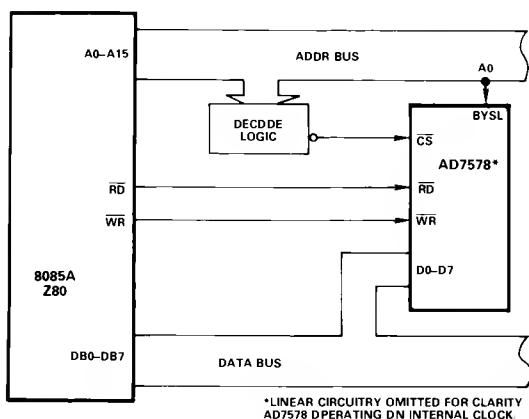 A0–A15
ADDR BUS
A0
BYSL
DECDDE
LOGIC
CS
AD7578*
RD
RD
WR
WR
8085A
Z80
D0–D7
DB0–DB7
DATA BUS
*LINEAR CIRCUITRY OMITTED FOR CLARITY
AD7578 DPERATING DN INTERNAL CLOCK